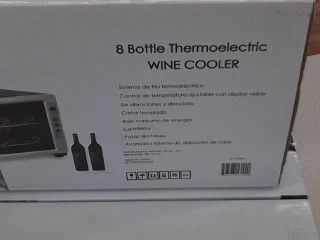 8 Bottle Thermoelectric
WINE COOLER
- Sistema de frío termoeléctrico
- Control de temperatura ajustable con display visible
- Sin vibraciones y silencioso
- Cristal templado
- Bajo consumo de energía
- Luz interior
- Patas ajustables
- Avanzado sistema de disipación de calor